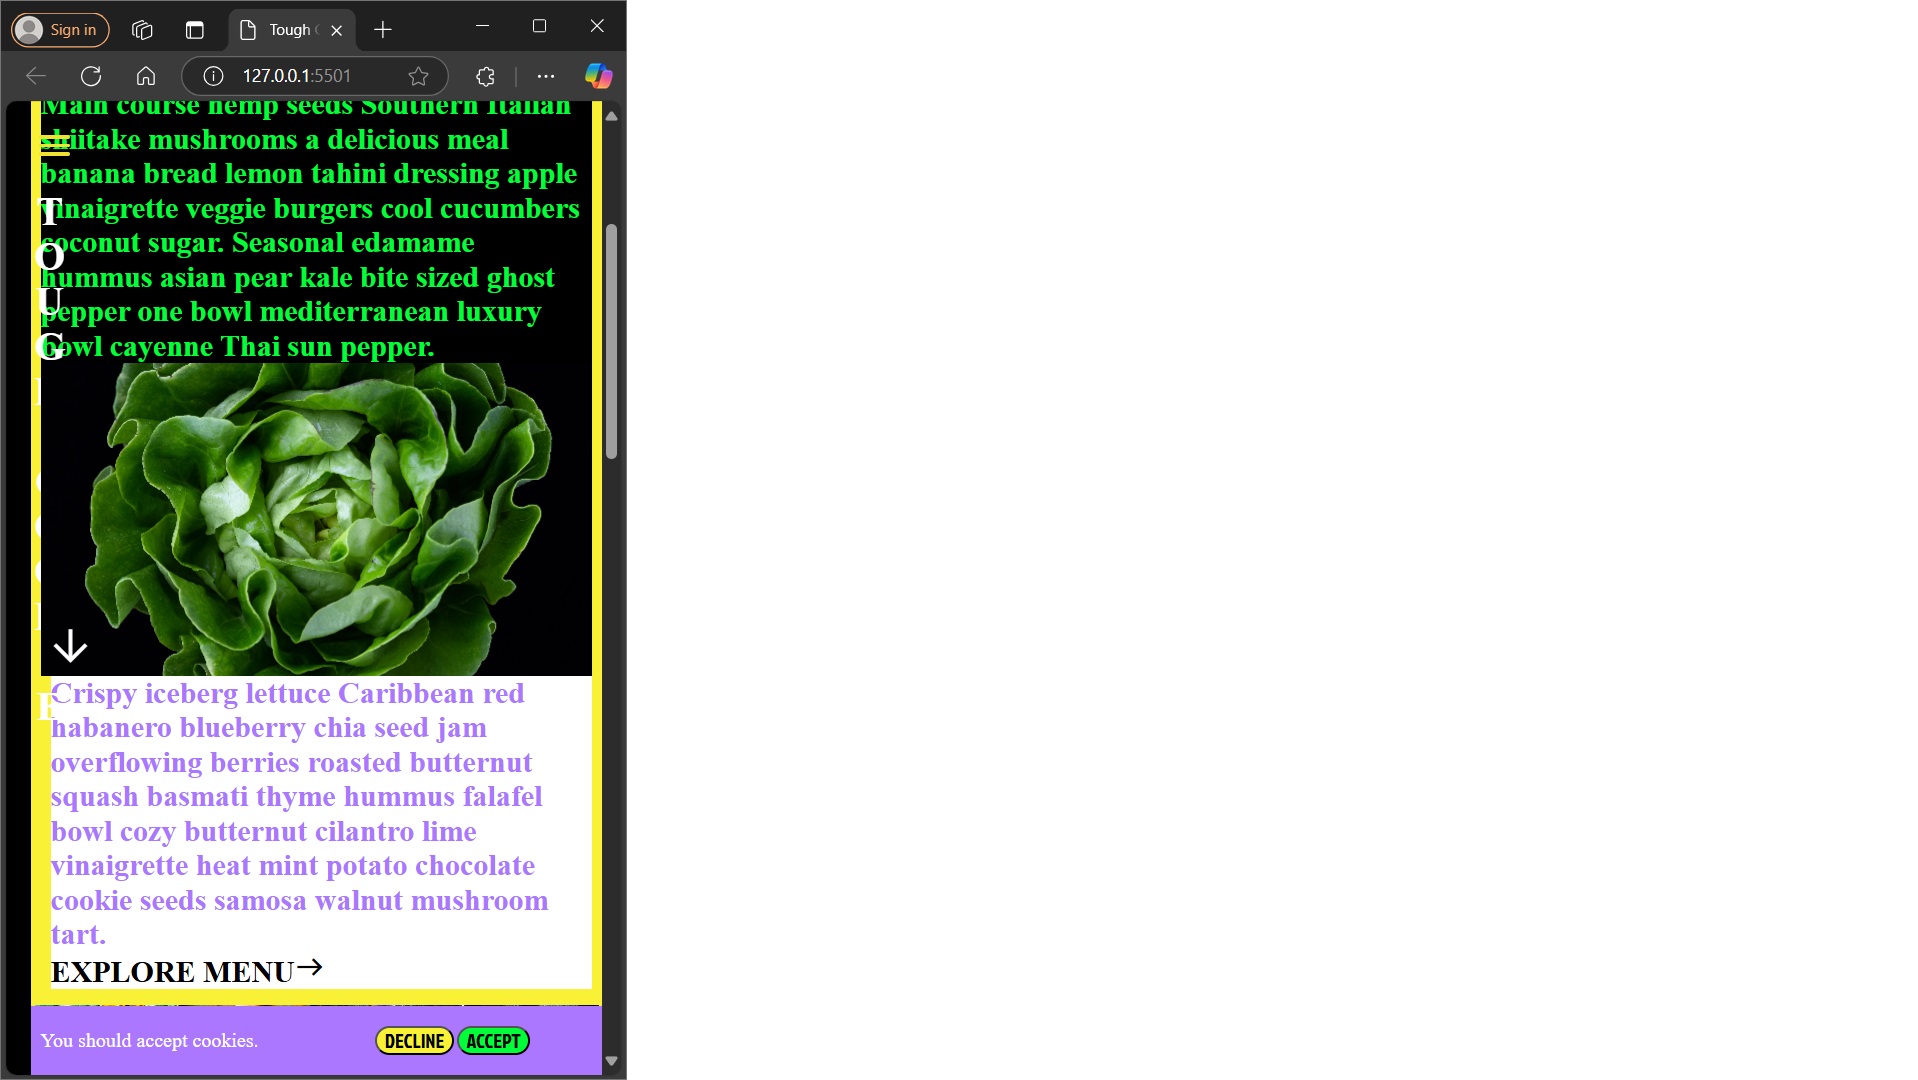 Sign in
Tough
127.0.0.1:5501
Main course hemp seeds Southern Italian
shiitake mushrooms a delicious meal
banana bread lemon tahini dressing apple
vinaigrette veggie burgers cool cucumbers
coconut sugar. Seasonal edamame
hummus asian pear kale bite sized ghost
pepper one bowl mediterranean luxury
bowl cayenne Thai sun pepper.
T
O
U
G
Crispy iceberg lettuce Caribbean red
habanero blueberry chia seed jam
overflowing berries roasted butternut
squash basmati thyme hummus falafel
bowl cozy butternut cilantro lime
vinaigrette heat mint potato chocolate
cookie seeds samosa walnut mushroom
tart.
EXPLORE MENU
You should accept cookies.
DECLINE
ACCEPT